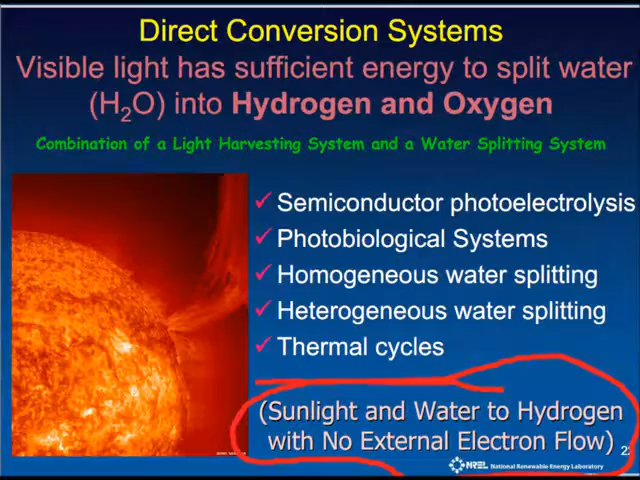 Direct Conversion Systems
Visible light has sufficient energy to split water
(H₂O) into Hydrogen and Oxygen
Combination of a Light Harvesting System and a Water Splitting System
✓ Semiconductor photoelectrolysis
✓ Photobiological Systems
✓ Homogeneous water splitting
✓ Heterogeneous water splitting
✓ Thermal cycles
(Sunlight and Water to Hydrogen
with No External Electron Flow)
NREL National Renewable Energy Laboratory